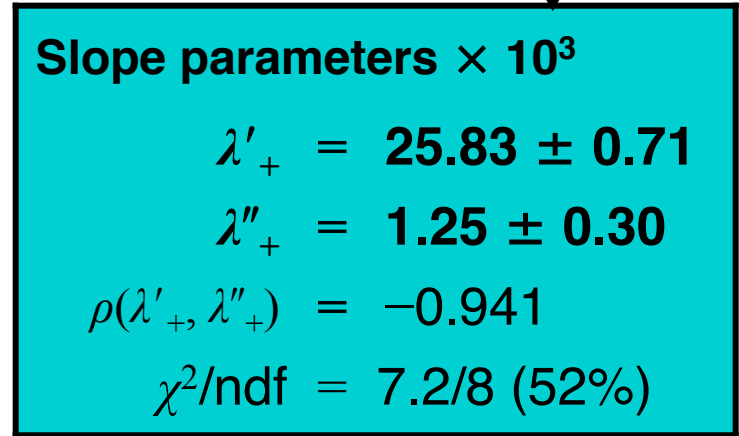 Slope parameters × 10³
λ′₊ = 25.83 ± 0.71
λ″₊ = 1.25 ± 0.30
ρ(λ′₊, λ″₊) = −0.941
χ²/ndf = 7.2/8 (52%)